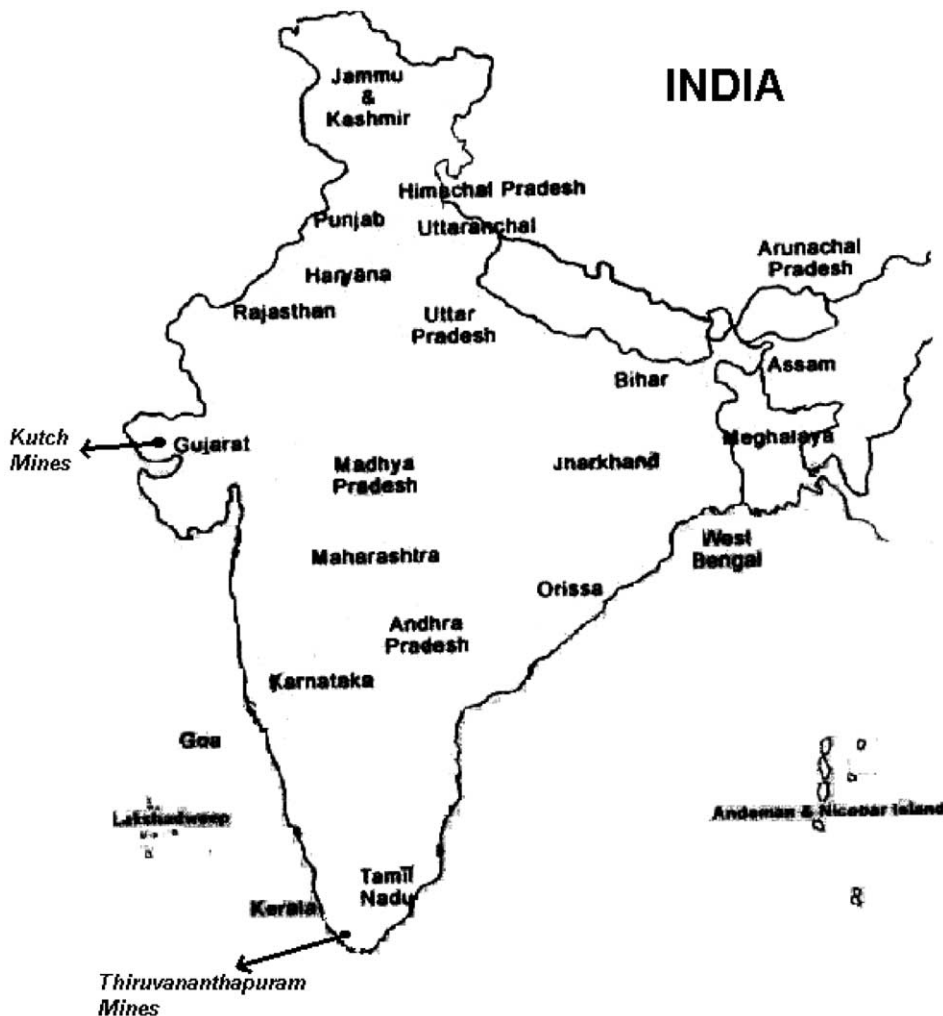 INDIA
Jammu
&
Kashmir
Himachal Pradesh
Punjab
Uttaranchal
Arunachal
Pradesh
Haryana
Rajasthan
Uttar
Pradesh
Assam
Bihar
Kutch
Mines
Gujarat
Meghalaya
Madhya
Pradesh
Jharkhand
West
Bengal
Maharashtra
Orissa
Andhra
Pradesh
Karnataka
Goa
Lakshadweep
Andaman & Nicobar Island
Tamil
Nadu
Kerala
Thiruvananthapuram
Mines